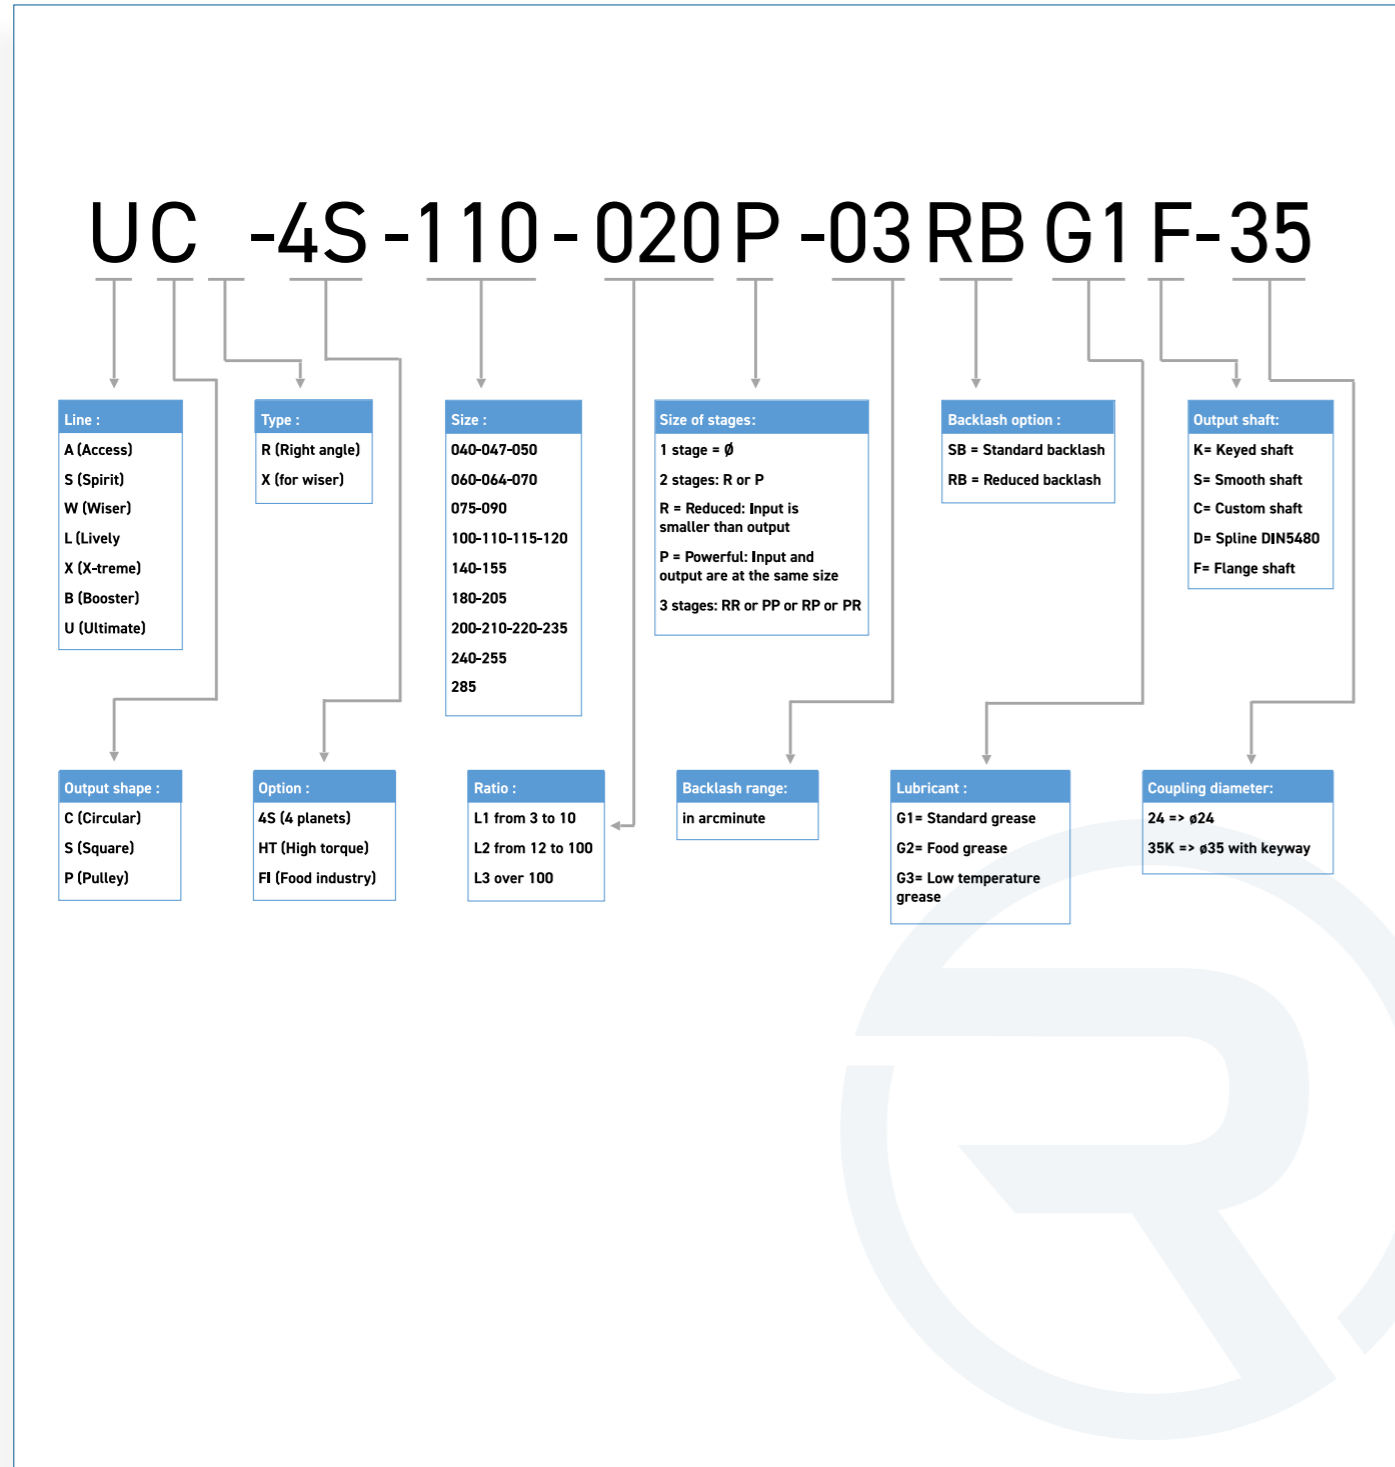 UC -4S-110-020P-03RBG1F-35
Line :
A (Access)
S (Spirit)
W (Wiser)
L (Lively
X (X-treme)
B (Booster)
U (Ultimate)
Type :
R (Right angle)
X (for wiser)
Size :
040-047-050
060-064-070
075-090
100-110-115-120
140-155
180-205
200-210-220-235
240-255
285
Size of stages:
1 stage = Ø
2 stages: R or P
R = Reduced: Input is
smaller than output
P = Powerful: Input and
output are at the same size
3 stages: RR or PP or RP or PR
Backlash option :
SB = Standard backlash
RB = Reduced backlash
Output shaft:
K= Keyed shaft
S= Smooth shaft
C= Custom shaft
D= Spline DIN5480
F= Flange shaft
Output shape :
C (Circular)
S (Square)
P (Pulley)
Option :
4S (4 planets)
HT (High torque)
FI (Food industry)
Ratio :
L1 from 3 to 10
L2 from 12 to 100
L3 over 100
Backlash range:
in arcminute
Lubricant :
G1= Standard grease
G2= Food grease
G3= Low temperature
grease
Coupling diameter:
24 => ø24
35K => ø35 with keyway